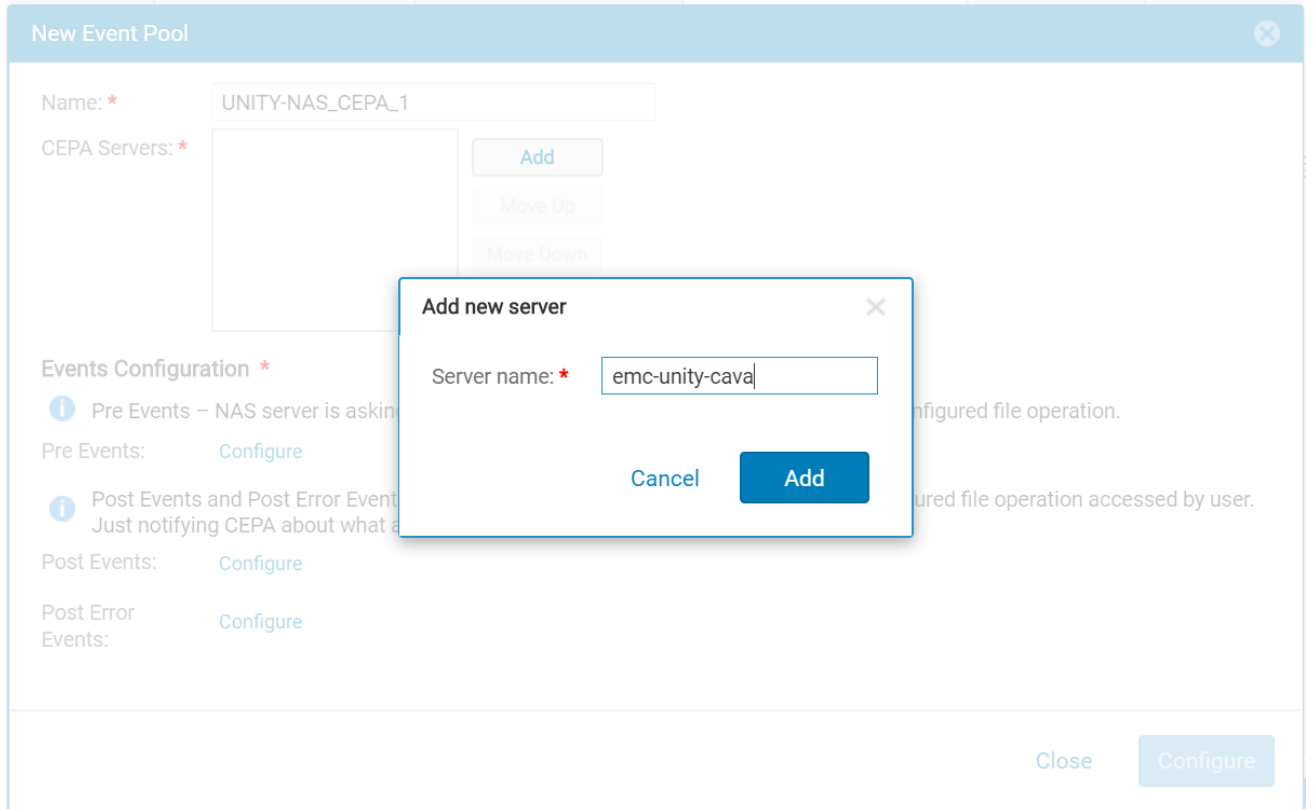 New Event Pool
Name: * UNITY-NAS_CEPA_1
CEPA Servers: * Add
Move Up
Move Down
Add new server
Server name: * emc-unity-cava
Cancel Add
Events Configuration *
Pre Events – NAS server is asking nfigured file operation.
Pre Events: Configure
Post Events and Post Error Event ured file operation accessed by user.
Just notifying CEPA about what a
Post Events: Configure
Post Error
Events: Configure
Close Configure